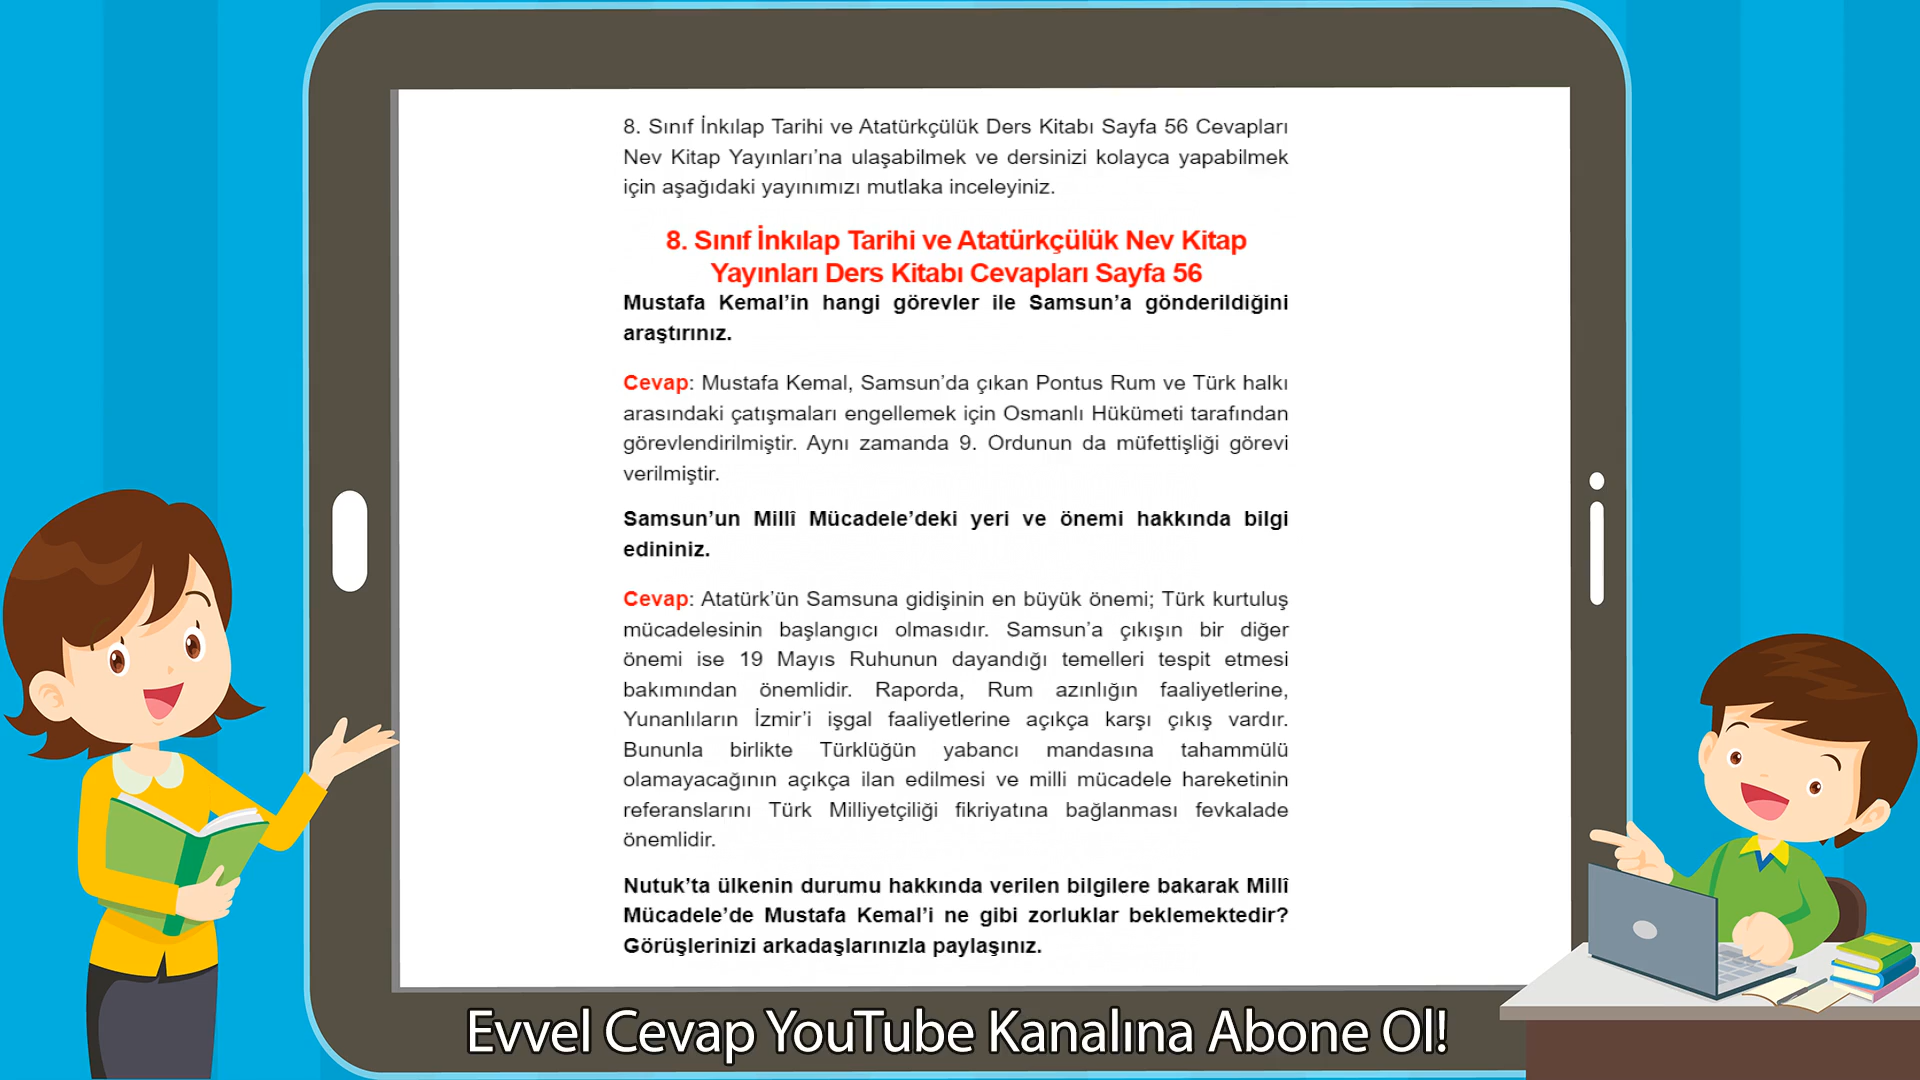 8. Sınıf İnkılap Tarihi ve Atatürkçülük Ders Kitabı Sayfa 56 Cevapları
Nev Kitap Yayınları’na ulaşabilmek ve dersinizi kolayca yapabilmek
için aşağıdaki yayınımızı mutlaka inceleyiniz.
8. Sınıf İnkılap Tarihi ve Atatürkçülük Nev Kitap
Yayınları Ders Kitabı Cevapları Sayfa 56
Mustafa Kemal’in hangi görevler ile Samsun’a gönderildiğini
araştırınız.
Cevap: Mustafa Kemal, Samsun’da çıkan Pontus Rum ve Türk halkı
arasındaki çatışmaları engellemek için Osmanlı Hükümeti tarafından
görevlendirilmiştir. Aynı zamanda 9. Ordunun da müfettişliği görevi
verilmiştir.
Samsun’un Millî Mücadele’deki yeri ve önemi hakkında bilgi
edininiz.
Cevap: Atatürk’ün Samsuna gidişinin en büyük önemi; Türk kurtuluş
mücadelesinin başlangıcı olmasıdır. Samsun’a çıkışın bir diğer
önemi ise 19 Mayıs Ruhunun dayandığı temelleri tespit etmesi
bakımından önemlidir. Raporda, Rum azınlığın faaliyetlerine,
Yunanlıların İzmir’i işgal faaliyetlerine açıkça karşı çıkış vardır.
Bununla birlikte Türklüğün yabancı mandasına tahammülü
olamayacağının açıkça ilan edilmesi ve milli mücadele hareketinin
referanslarını Türk Milliyetçiliği fikriyatına bağlanması fevkalade
önemlidir.
Nutuk’ta ülkenin durumu hakkında verilen bilgilere bakarak Millî
Mücadele’de Mustafa Kemal’i ne gibi zorluklar beklemektedir?
Görüşlerinizi arkadaşlarınızla paylaşınız.
Evvel Cevap YouTube Kanalına Abone Ol!